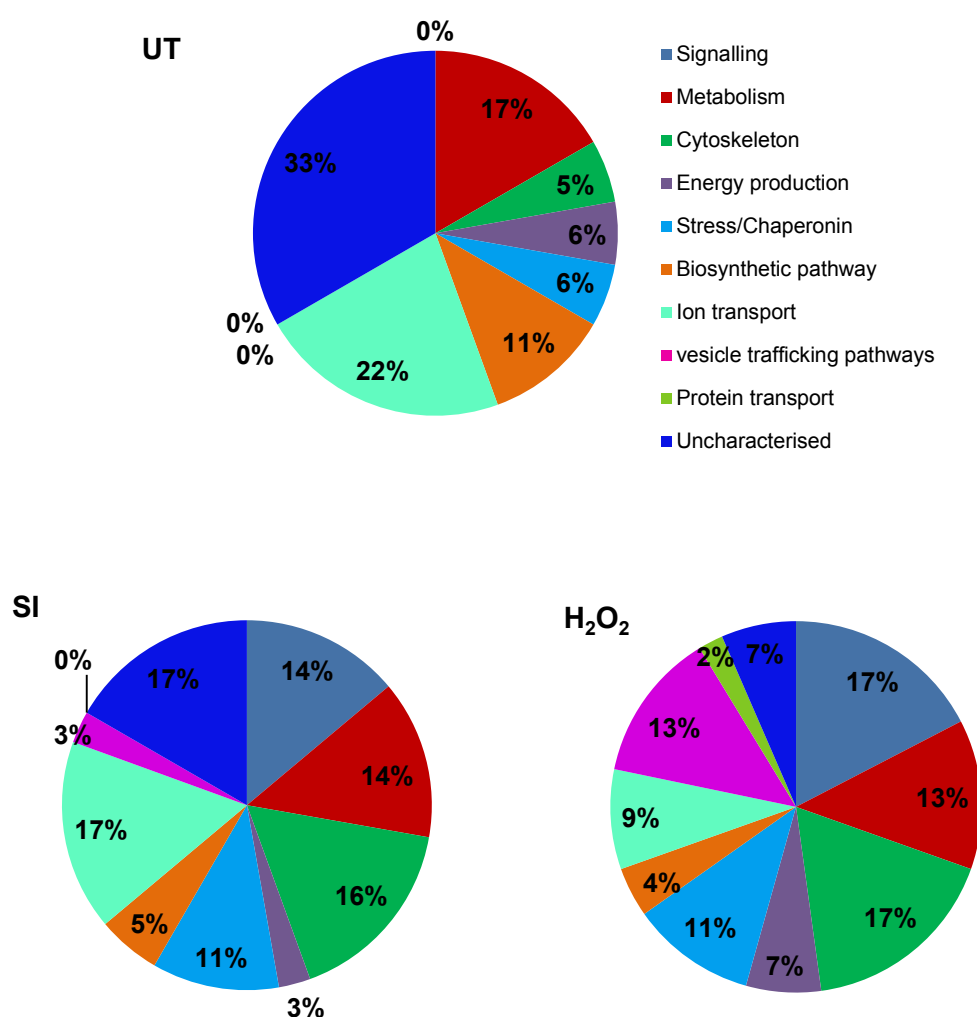 UT
0%
17%
5%
6%
6%
11%
22%
0%
0%
33%
Signalling
Metabolism
Cytoskeleton
Energy production
Stress/Chaperonin
Biosynthetic pathway
Ion transport
vesicle trafficking pathways
Protein transport
Uncharacterised
SI
14%
14%
16%
3%
11%
5%
17%
3%
0%
17%
H₂O₂
17%
13%
17%
7%
11%
4%
9%
13%
2%
7%